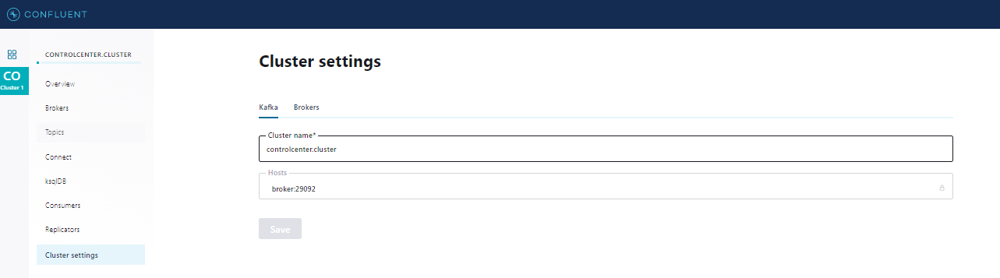 CONFLUENT
CO
Cluster 1
CONTROLCENTER.CLUSTER
Overview
Brokers
Topics
Connect
ksqlDB
Consumers
Replicators
Cluster settings
Cluster settings
Kafka Brokers
Cluster name*
controlcenter.cluster
Hosts
broker:29092
Save